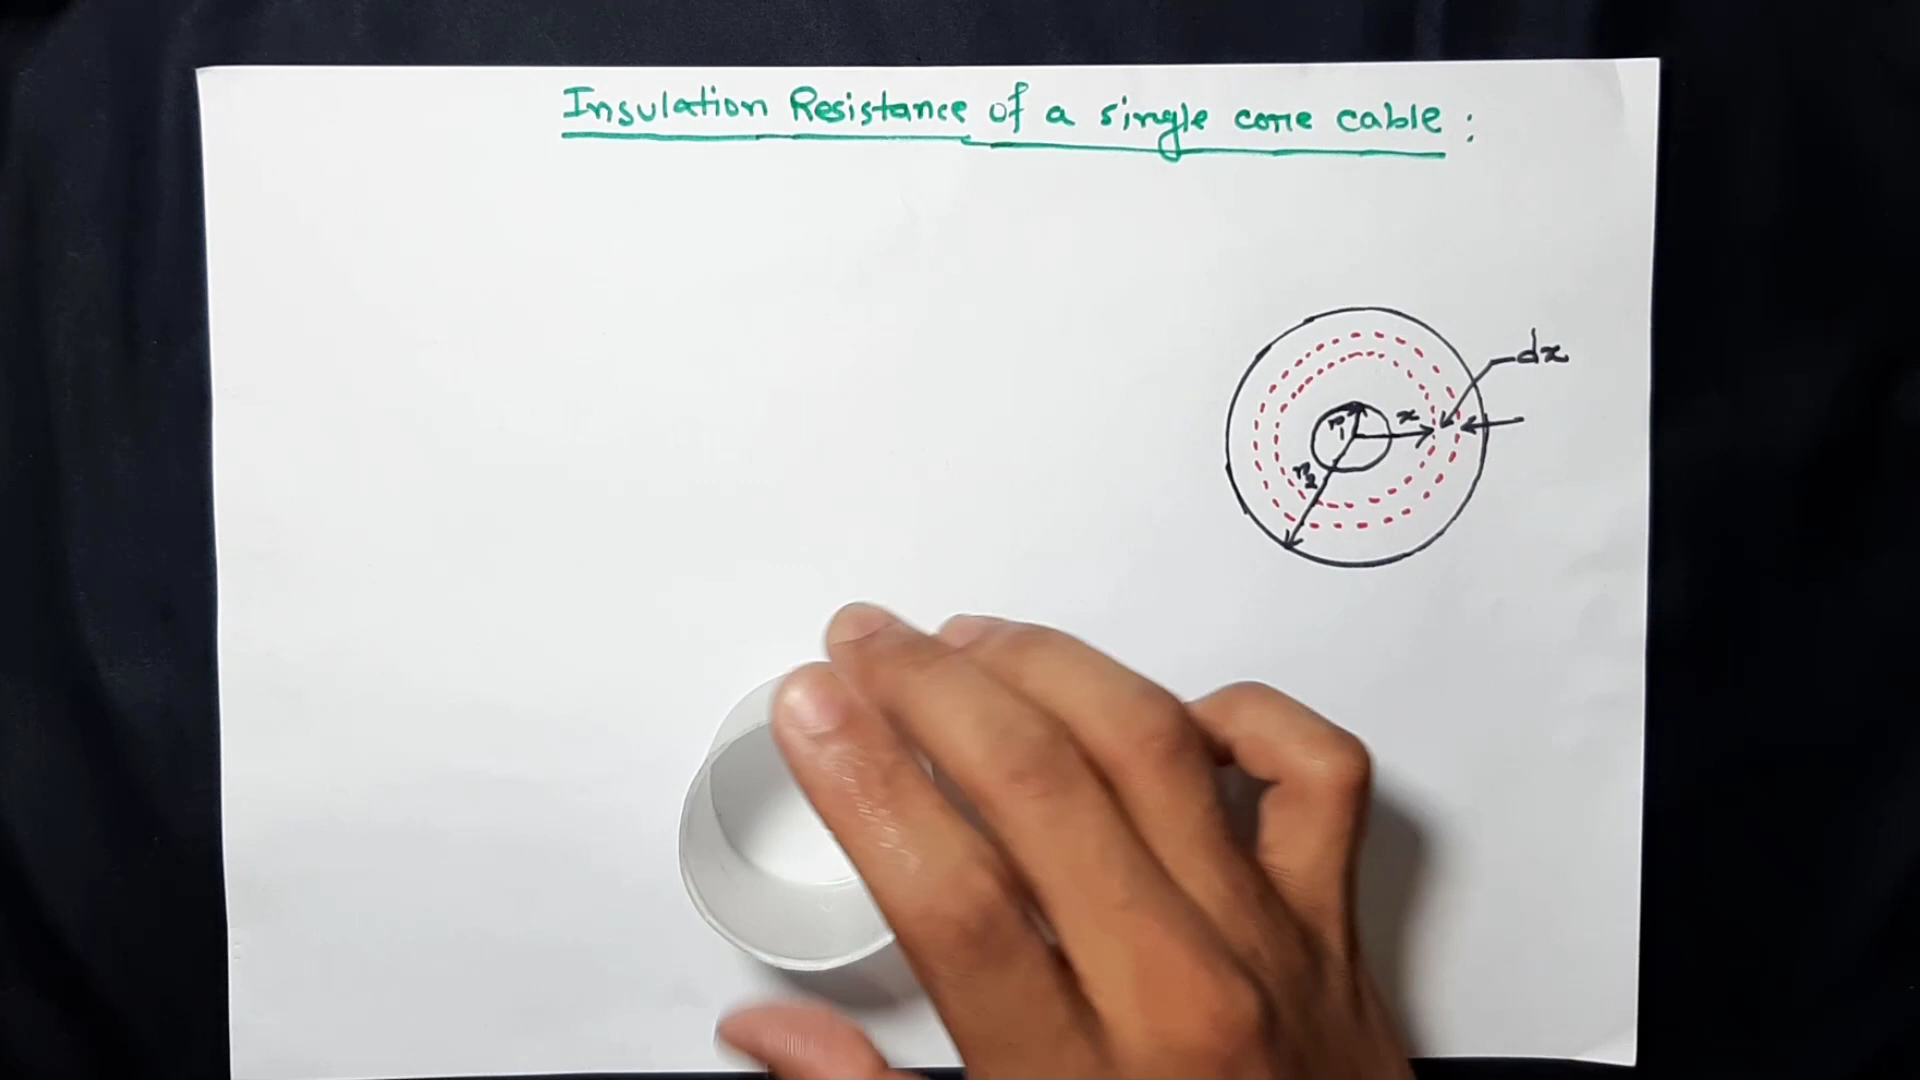 Insulation Resistance of a single core cable :
dx
r₁ x
r₂